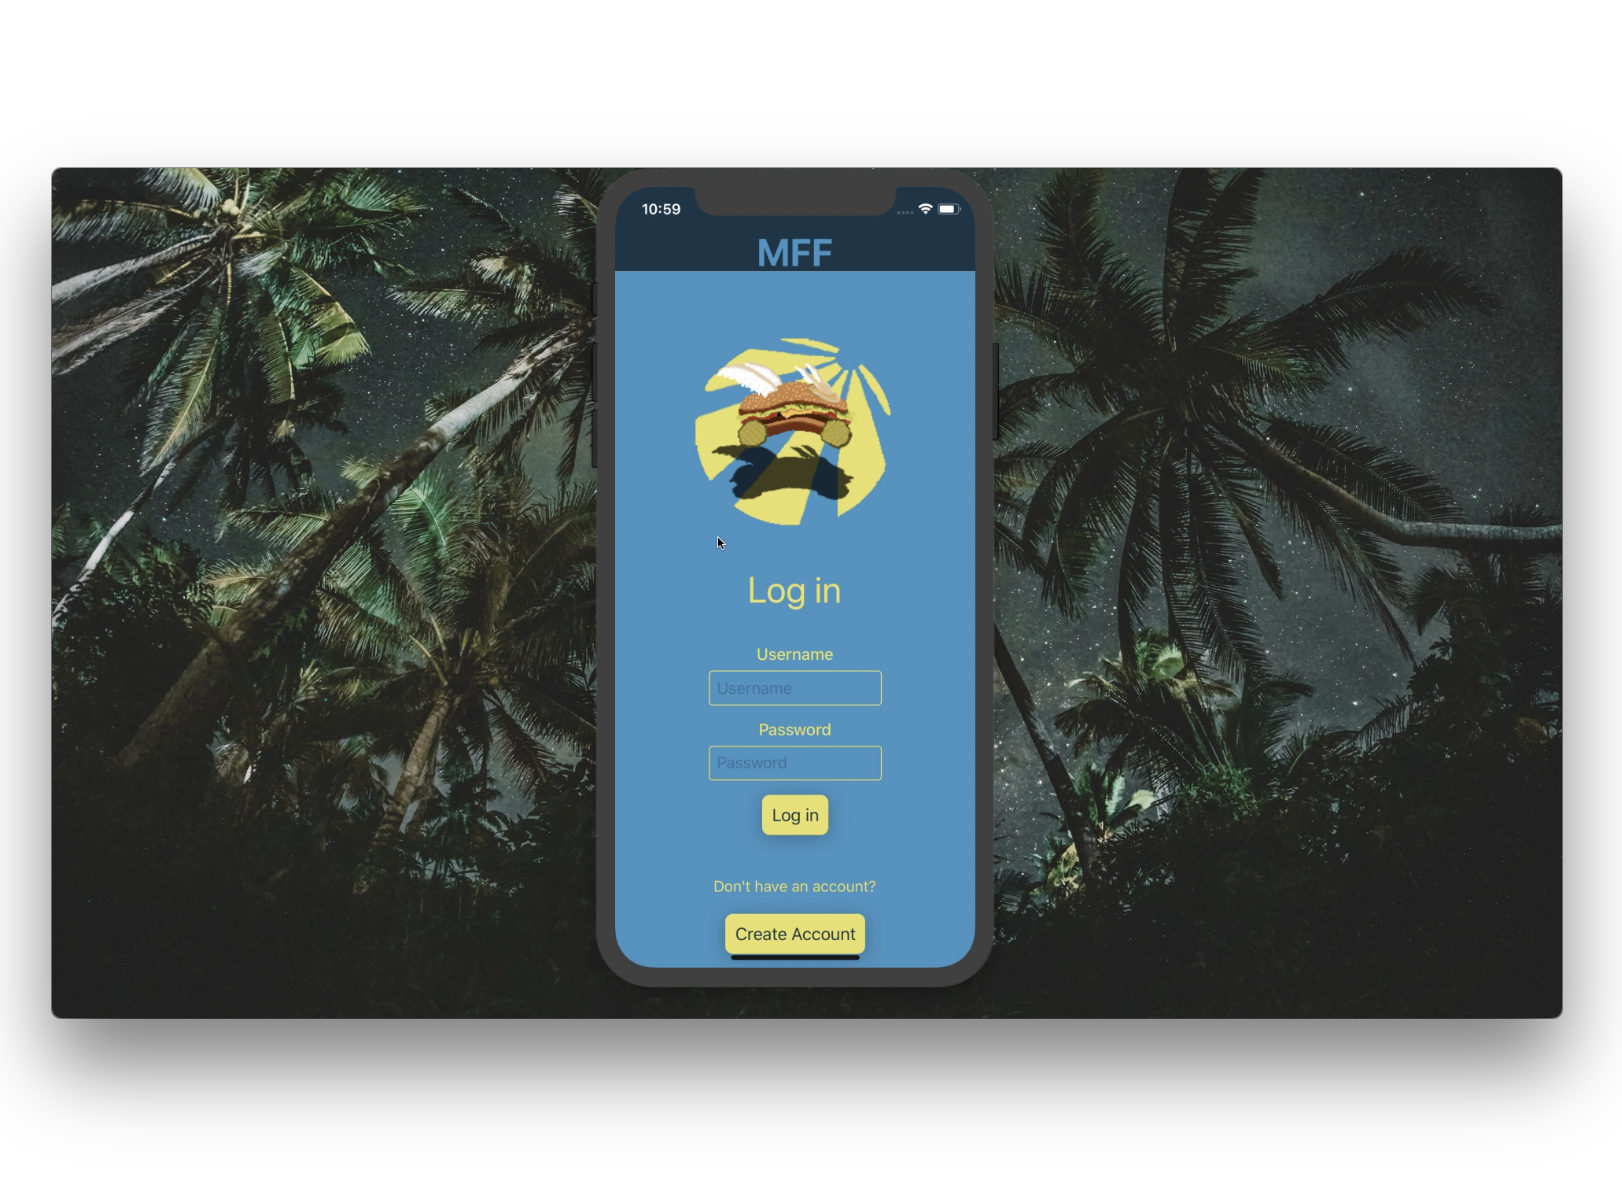 10:59
MFF
Log in
Username
Username
Password
Password
Log in
Don't have an account?
Create Account